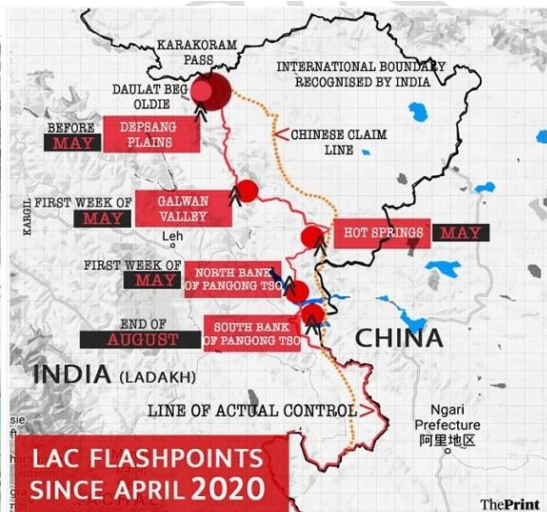 KARAKORAM
PASS
INTERNATIONAL BOUNDARY
RECOGNISED BY INDIA
DAULAT BEG
OLDIE
BEFORE
MAY
DEPSANG
PLAINS
CHINESE CLAIM
LINE
KARGIL
FIRST WEEK OF
MAY
GALWAN
VALLEY
Leh
HOT SPRINGS
MAY
FIRST WEEK OF
MAY
NORTH BANK
OF PANGONG TSO
END OF
AUGUST
SOUTH BANK
OF PANGONG TSO
CHINA
INDIA (LADAKH)
LINE OF ACTUAL CONTROL
Ngari
Prefecture
阿里地区
LAC FLASHPOINTS
SINCE APRIL 2020
ThePrint